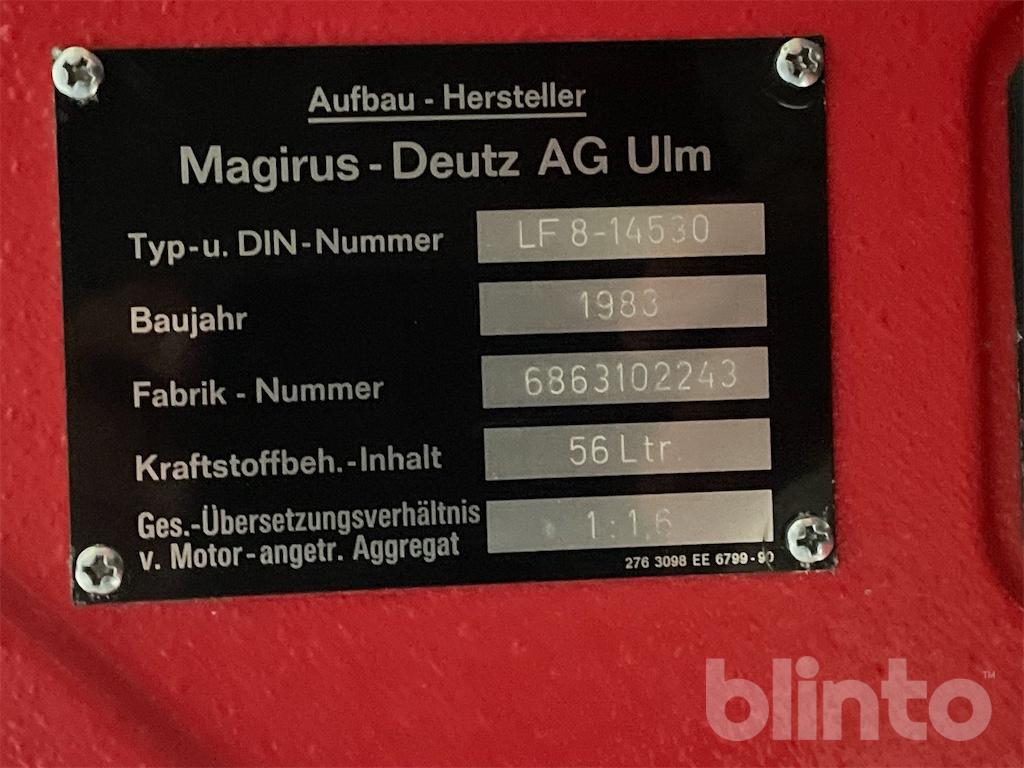 Aufbau - Hersteller
Magirus - Deutz AG Ulm
Typ-u. DIN-Nummer LF 8-14530
Baujahr 1983
Fabrik - Nummer 6863102243
Kraftstoffbeh.-Inhalt 56 Ltr.
Ges.-Übersetzungsverhältnis 1:1,6
v. Motor-angetr. Aggregat
276 3098 EE 6799-90
blinto™